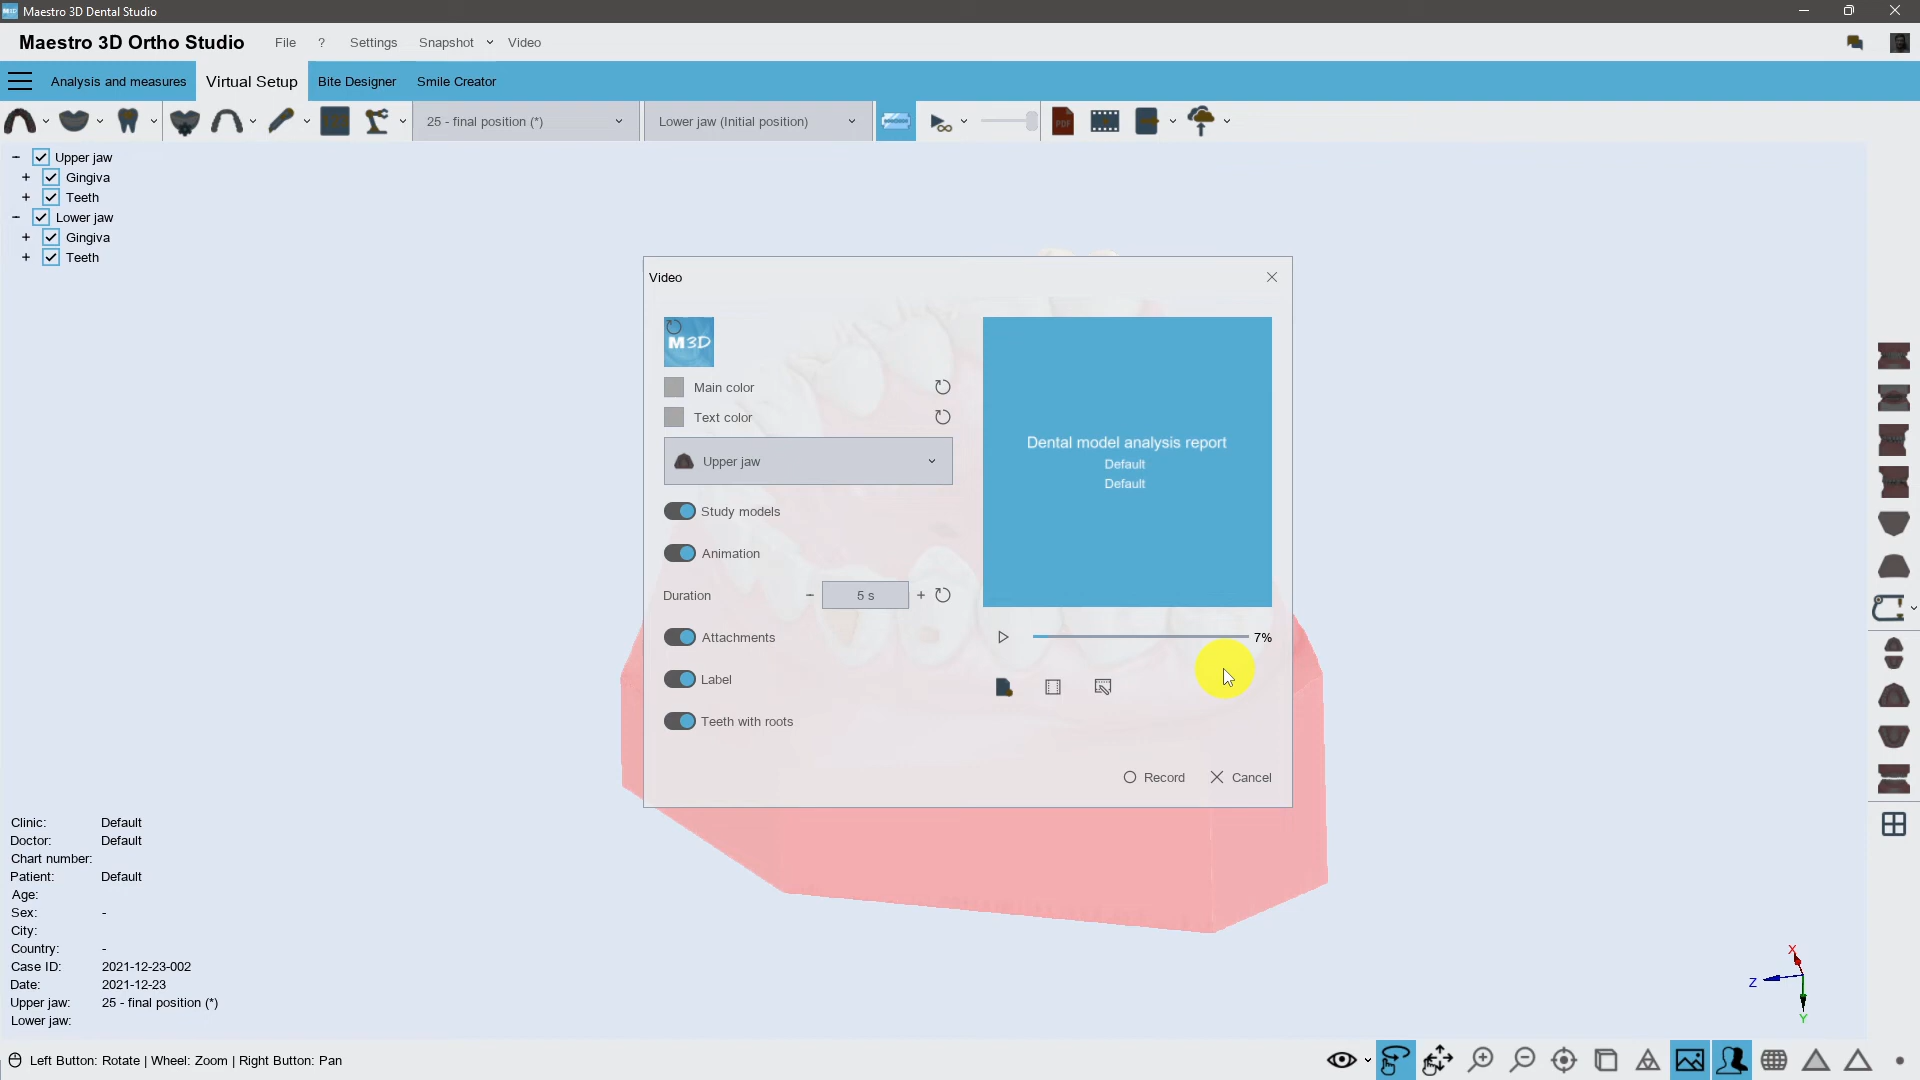 Maestro 3D Dental Studio
Maestro 3D Ortho Studio File ? Settings Snapshot Video
Analysis and measures Virtual Setup Bite Designer Smile Creator
25 - final position (*) Lower jaw (Initial position) PDF
Upper jaw
Gingiva
Teeth
Lower jaw
Gingiva
Teeth
Video
M3D
Main color
Text color
Upper jaw
Study models
Animation
Duration 5 s
Attachments
Label
Teeth with roots
Dental model analysis report
Default
Default
7%
Record Cancel
Clinic: Default
Doctor: Default
Chart number:
Patient: Default
Age:
Sex: -
City:
Country: -
Case ID: 2021-12-23-002
Date: 2021-12-23
Upper jaw: 25 - final position (*)
Lower jaw:
X
Z
Y
Left Button: Rotate | Wheel: Zoom | Right Button: Pan